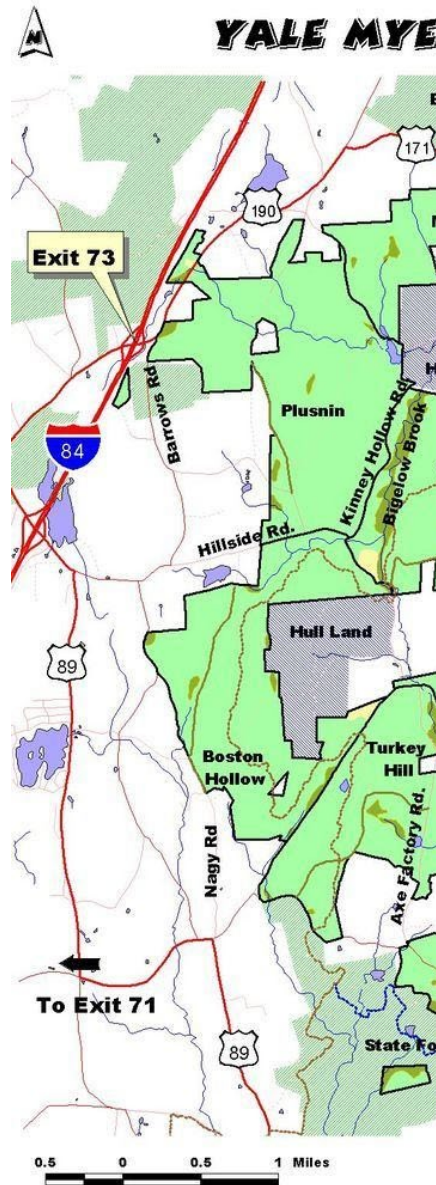 N
YALE MYE
171
190
Exit 73
Barrows Rd
Plusnin
Kinney Hollow Rd
Bigelow Brook
84
Hillside Rd.
Hull Land
89
Boston
Hollow
Turkey
Hill
Nagy Rd
Axe Factory Rd.
To Exit 71
89
State Fo
0.5 0 0.5 1 Miles